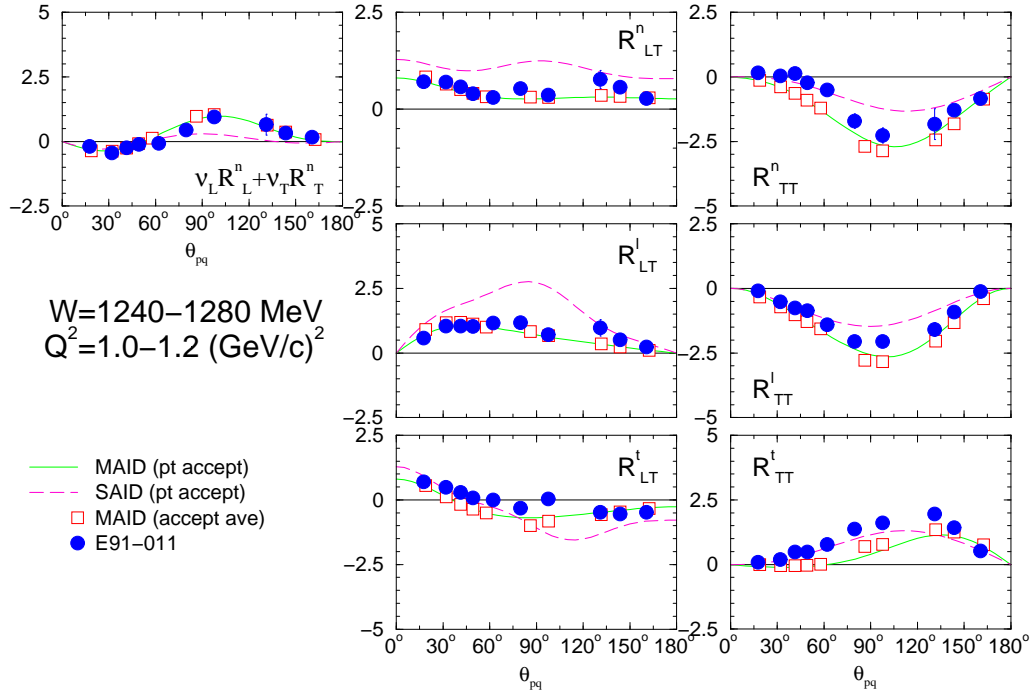 5
2.5
0
−2.5
0° 30° 60° 90° 120° 150° 180°
θpq
νLRⁿL+νTRⁿT
5
2.5
0
−2.5
RⁿLT
2.5
0
−2.5
−5
RⁿTT
5
2.5
0
−2.5
RˡLT
2.5
0
−2.5
−5
RˡTT
W=1240−1280 MeV
Q²=1.0−1.2 (GeV/c)²
2.5
0
−2.5
−5
RᵗLT
0° 30° 60° 90° 120° 150° 180°
θpq
5
2.5
0
−2.5
RᵗTT
0° 30° 60° 90° 120° 150° 180°
θpq
MAID (pt accept)
SAID (pt accept)
MAID (accept ave)
E91−011